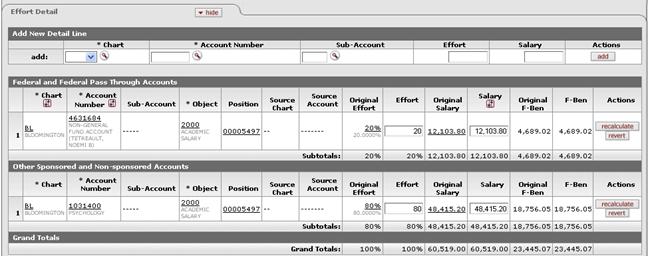 Effort Detail
hide
Add New Detail Line
* Chart * Account Number Sub-Account Effort Salary Actions
add: add
Federal and Federal Pass Through Accounts
* Chart * Account Number Sub-Account * Object Position Source Chart Source Account Original Effort Effort Original Salary Salary Original F-Ben F-Ben Actions
1 BL BLOOMINGTON 4631684 NON-GENERAL FUND ACCOUNT (TETREAULT, NOEMI B) ----- 2000 ACADEMIC SALARY 00005497 -- ----- 20% 20.0000% 20 12,103.80 12,103.80 4,689.02 4,689.02 recalculate revert
Subtotals: 20% 20% 12,103.80 12,103.80 4,689.02 4,689.02
Other Sponsored and Non-sponsored Accounts
* Chart * Account Number Sub-Account * Object Position Source Chart Source Account Original Effort Effort Original Salary Salary Original F-Ben F-Ben Actions
1 BL BLOOMINGTON 1031400 PSYCHOLOGY ----- 2000 ACADEMIC SALARY 00005497 -- ----- 80% 80.0000% 80 48,415.20 48,415.20 18,756.05 18,756.05 recalculate revert
Subtotals: 80% 80% 48,415.20 48,415.20 18,756.05 18,756.05
Grand Totals
Grand Totals: 100% 100% 60,519.00 60,519.00 23,445.07 23,445.07